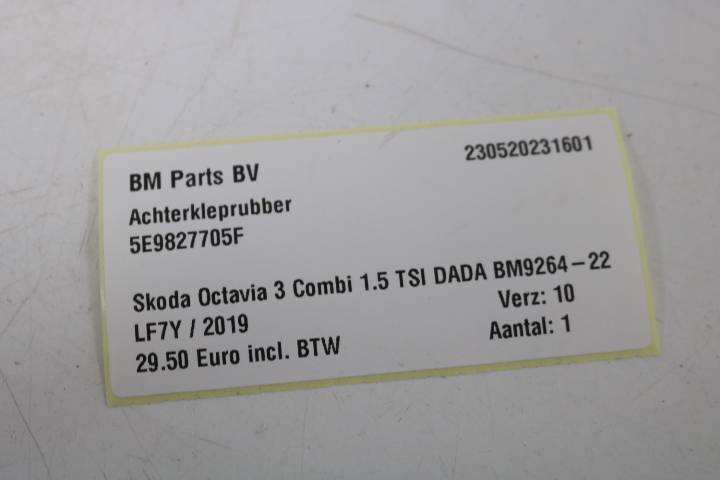 BM Parts BV
230520231601
Achterkleprubber
5E9827705F
Skoda Octavia 3 Combi 1.5 TSI DADA BM9264-22
LF7Y / 2019
Verz: 10
29.50 Euro incl. BTW
Aantal: 1